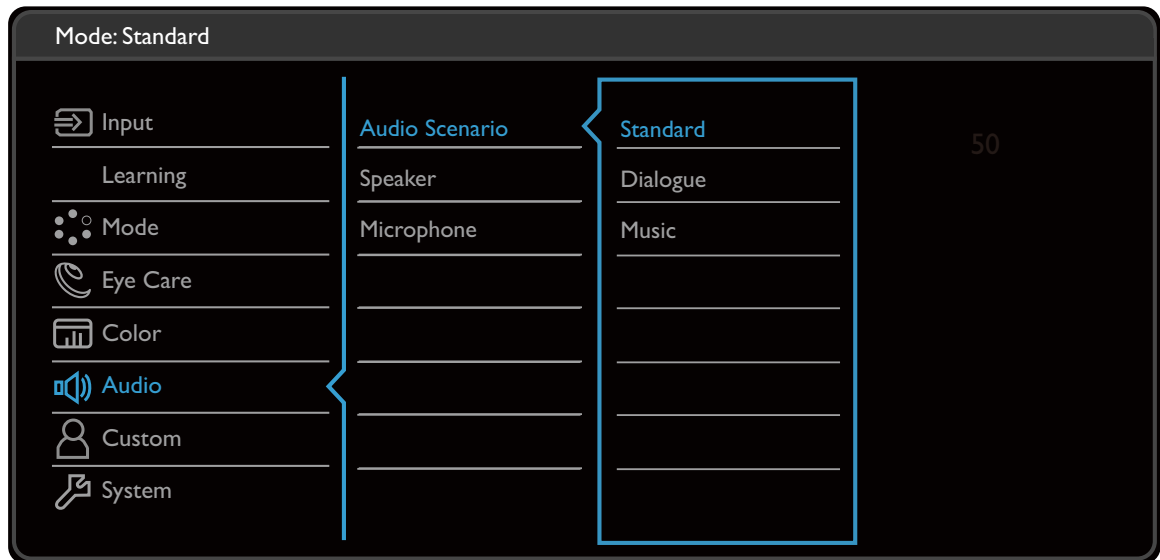 Mode: Standard
Input
Learning
Mode
Eye Care
Color
Audio
Custom
System
Audio Scenario
Speaker
Microphone
Standard
Dialogue
Music
50